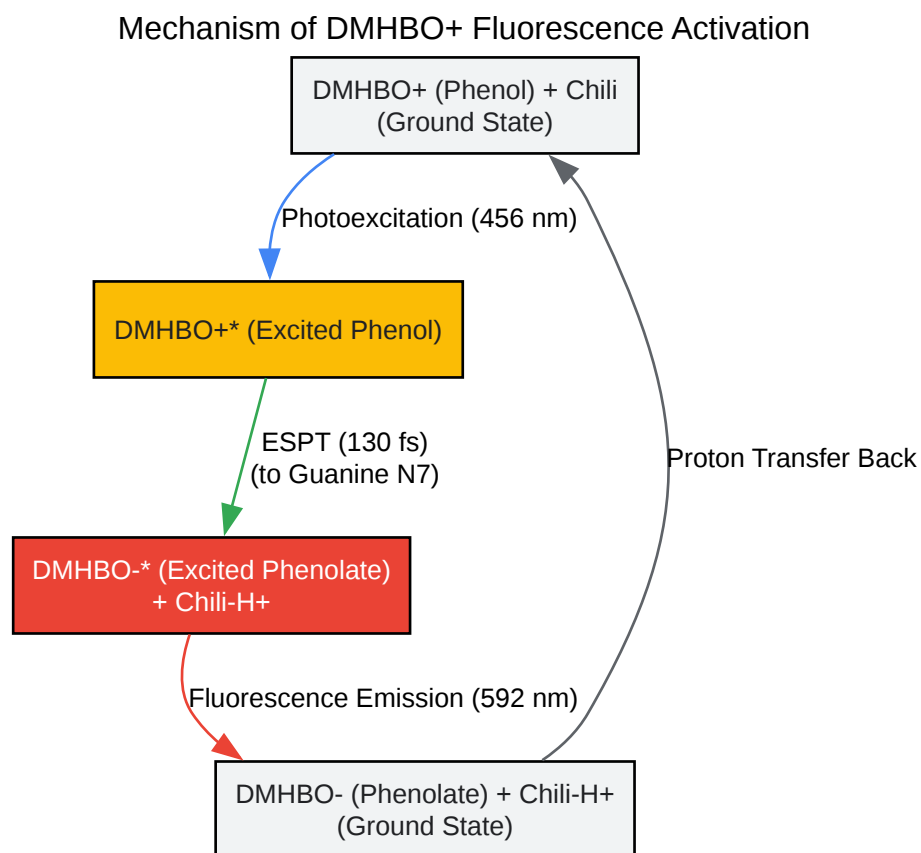 Mechanism of DMHBO+ Fluorescence Activation
DMHBO+ (Phenol) + Chili
(Ground State)
Photoexcitation (456 nm)
DMHBO+* (Excited Phenol)
ESPT (130 fs)
(to Guanine N7)
Proton Transfer Back
DMHBO-* (Excited Phenolate)
+ Chili-H+
Fluorescence Emission (592 nm)
DMHBO- (Phenolate) + Chili-H+
(Ground State)